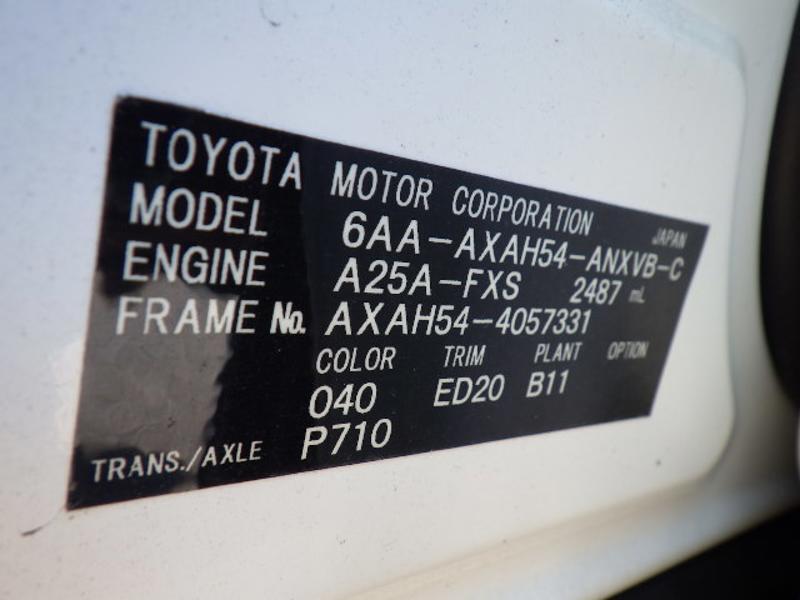 TOYOTA MOTOR CORPORATION JAPAN
MODEL 6AA-AXAH54-ANXVB-C
ENGINE A25A-FXS 2487 mL
FRAME No. AXAH54-4057331
COLOR TRIM PLANT OPTION
040 ED20 B11
TRANS./AXLE P710